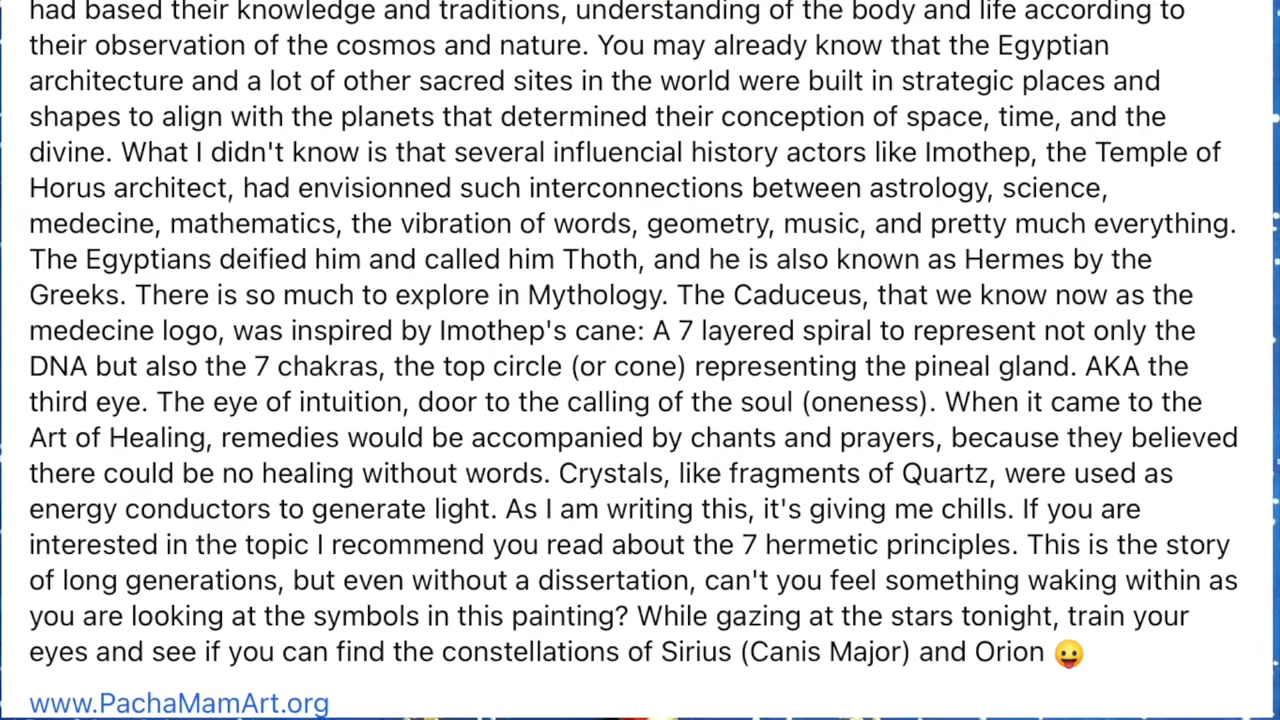 had based their knowledge and traditions, understanding of the body and life according to
their observation of the cosmos and nature. You may already know that the Egyptian
architecture and a lot of other sacred sites in the world were built in strategic places and
shapes to align with the planets that determined their conception of space, time, and the
divine. What I didn't know is that several influencial history actors like Imothep, the Temple of
Horus architect, had envisionned such interconnections between astrology, science,
medecine, mathematics, the vibration of words, geometry, music, and pretty much everything.
The Egyptians deified him and called him Thoth, and he is also known as Hermes by the
Greeks. There is so much to explore in Mythology. The Caduceus, that we know now as the
medecine logo, was inspired by Imothep's cane: A 7 layered spiral to represent not only the
DNA but also the 7 chakras, the top circle (or cone) representing the pineal gland. AKA the
third eye. The eye of intuition, door to the calling of the soul (oneness). When it came to the
Art of Healing, remedies would be accompanied by chants and prayers, because they believed
there could be no healing without words. Crystals, like fragments of Quartz, were used as
energy conductors to generate light. As I am writing this, it's giving me chills. If you are
interested in the topic I recommend you read about the 7 hermetic principles. This is the story
of long generations, but even without a dissertation, can't you feel something waking within as
you are looking at the symbols in this painting? While gazing at the stars tonight, train your
eyes and see if you can find the constellations of Sirius (Canis Major) and Orion 😛
www.PachaMamArt.org